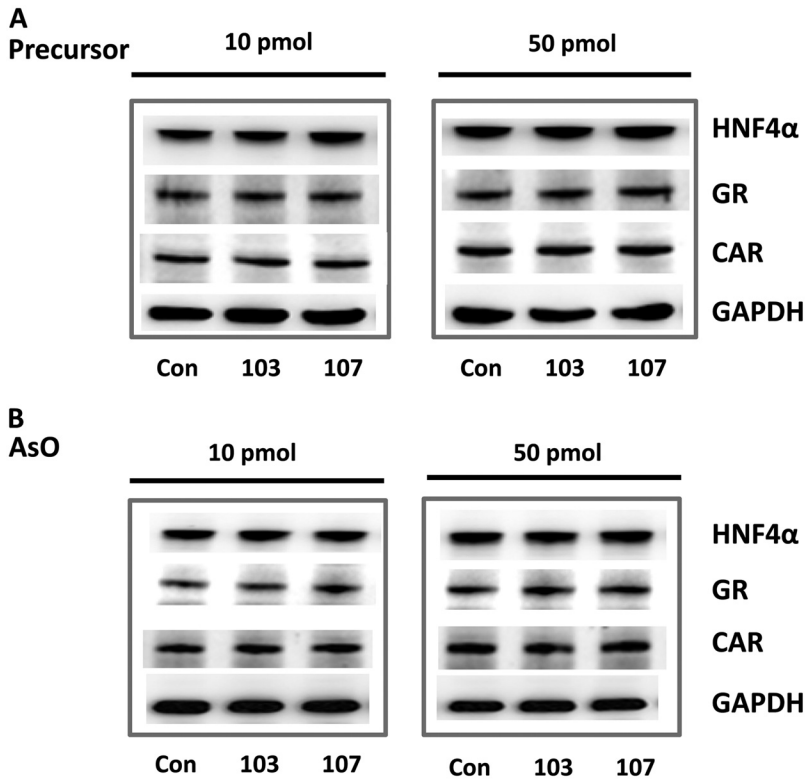 A
Precursor
10 pmol
50 pmol
HNF4α
GR
CAR
GAPDH
Con 103 107
Con 103 107
B
AsO
10 pmol
50 pmol
HNF4α
GR
CAR
GAPDH
Con 103 107
Con 103 107